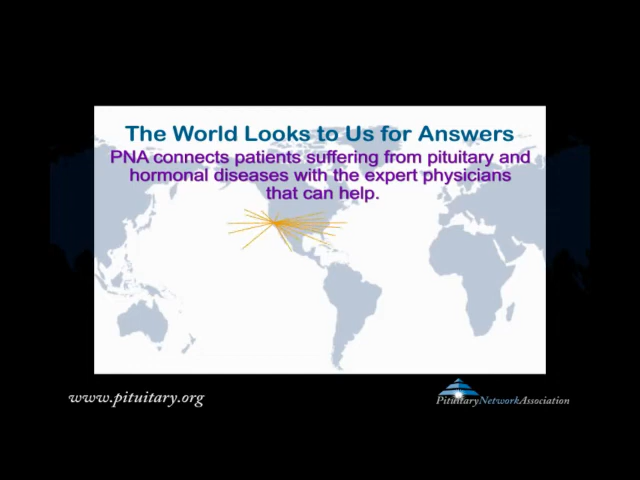 The World Looks to Us for Answers
PNA connects patients suffering from pituitary and
hormonal diseases with the expert physicians
that can help.
www.pituitary.org
PituitaryNetworkAssociation